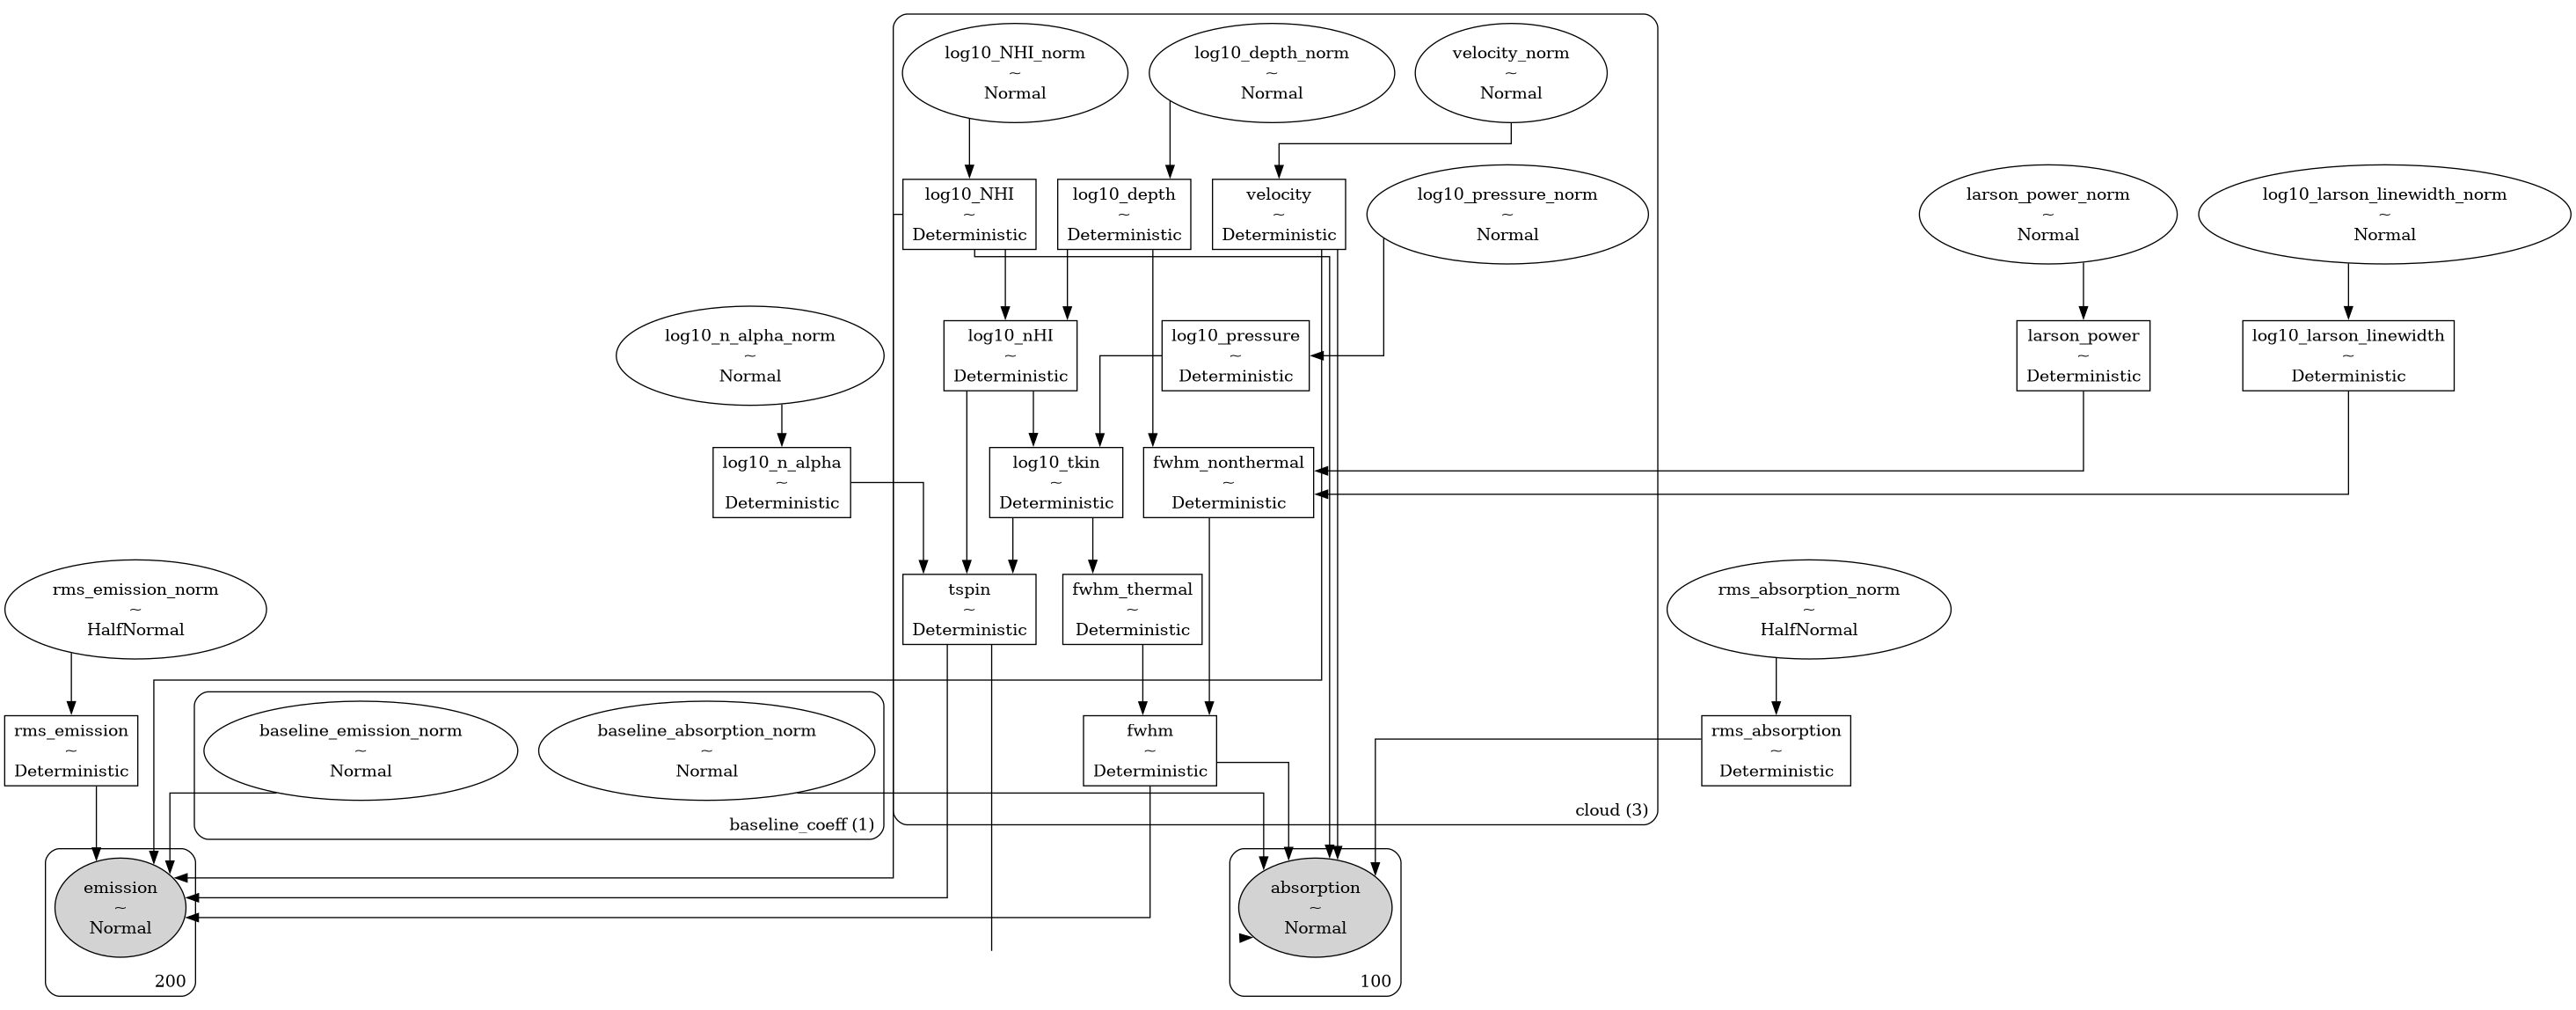 log10_NHI_norm
~
Normal
log10_depth_norm
~
Normal
velocity_norm
~
Normal
log10_NHI
~
Deterministic
log10_depth
~
Deterministic
velocity
~
Deterministic
log10_pressure_norm
~
Normal
larson_power_norm
~
Normal
log10_larson_linewidth_norm
~
Normal
log10_n_alpha_norm
~
Normal
log10_nHI
~
Deterministic
log10_pressure
~
Deterministic
larson_power
~
Deterministic
log10_larson_linewidth
~
Deterministic
log10_n_alpha
~
Deterministic
log10_tkin
~
Deterministic
fwhm_nonthermal
~
Deterministic
rms_emission_norm
~
HalfNormal
tspin
~
Deterministic
fwhm_thermal
~
Deterministic
rms_absorption_norm
~
HalfNormal
rms_emission
~
Deterministic
baseline_emission_norm
~
Normal
baseline_absorption_norm
~
Normal
fwhm
~
Deterministic
rms_absorption
~
Deterministic
cloud (3)
baseline_coeff (1)
emission
~
Normal
200
absorption
~
Normal
100